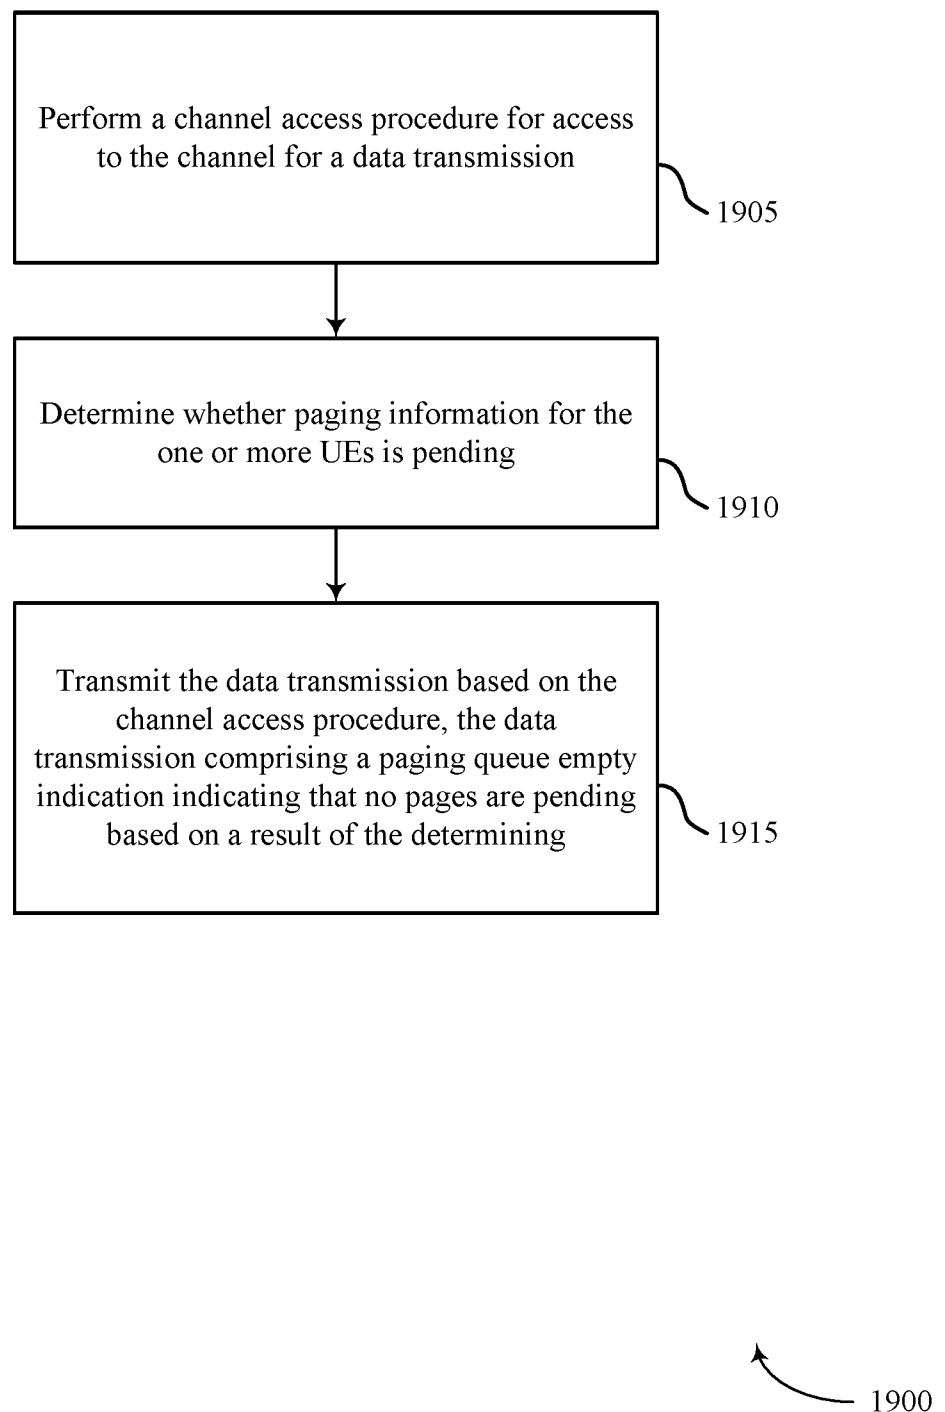 Perform a channel access procedure for access
to the channel for a data transmission
1905
Determine whether paging information for the
one or more UEs is pending
1910
Transmit the data transmission based on the
channel access procedure, the data
transmission comprising a paging queue empty
indication indicating that no pages are pending
based on a result of the determining
1915
1900